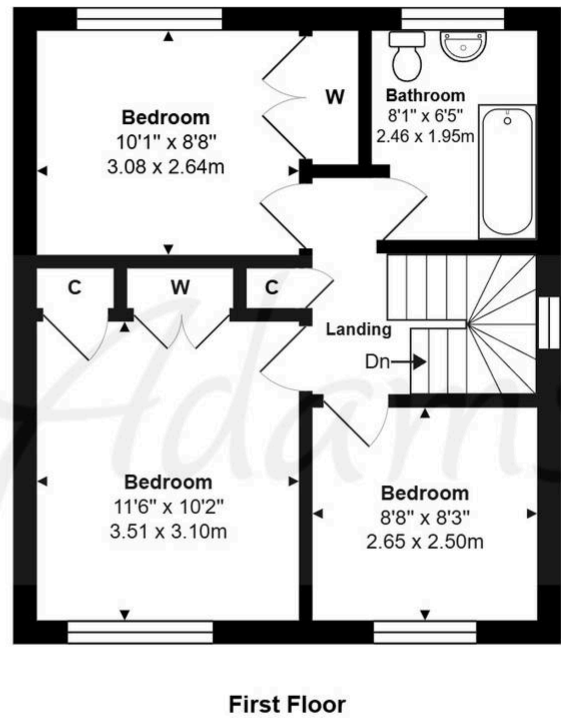 Bedroom
10'1" x 8'8"
3.08 x 2.64m
W
Bathroom
8'1" x 6'5"
2.46 x 1.95m
C
W
C
Landing
Dn
Bedroom
11'6" x 10'2"
3.51 x 3.10m
Bedroom
8'8" x 8'3"
2.65 x 2.50m
Adams
First Floor